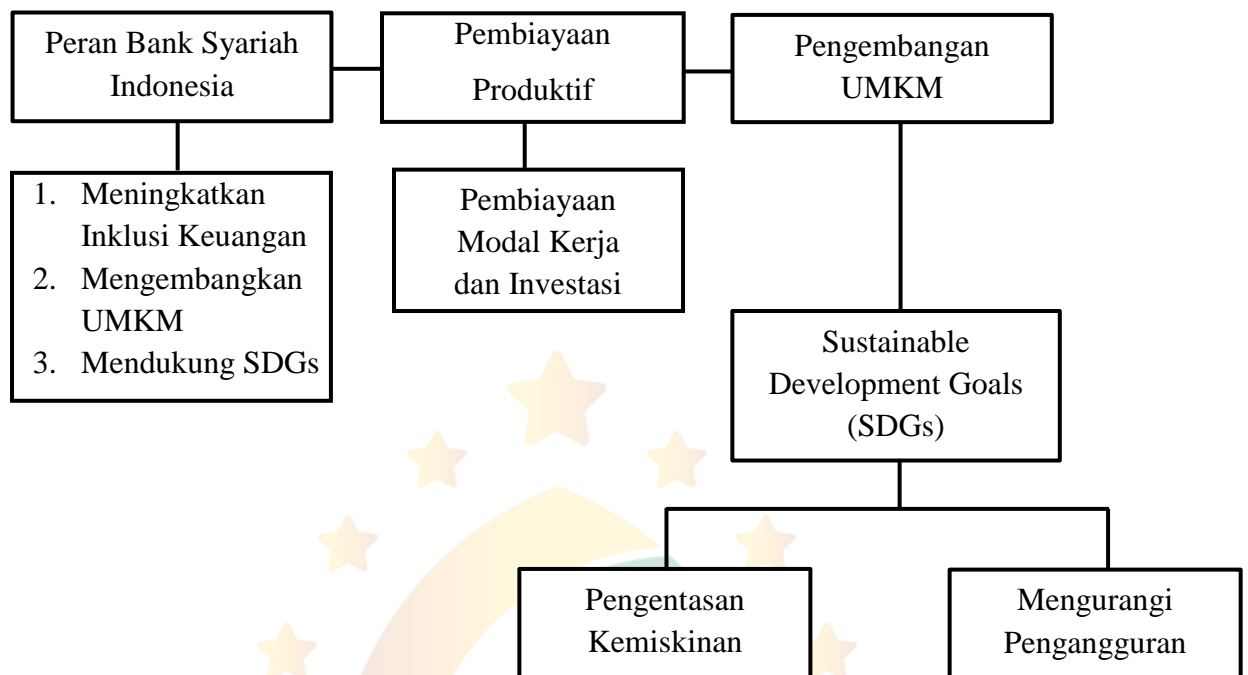 Peran Bank Syariah
Indonesia
Pembiayaan
Produktif
Pengembangan
UMKM
1. Meningkatkan
Inklusi Keuangan
2. Mengembangkan
UMKM
3. Mendukung SDGs
Pembiayaan
Modal Kerja
dan Investasi
Sustainable
Development Goals
(SDGs)
Pengentasan
Kemiskinan
Mengurangi
Pengangguran